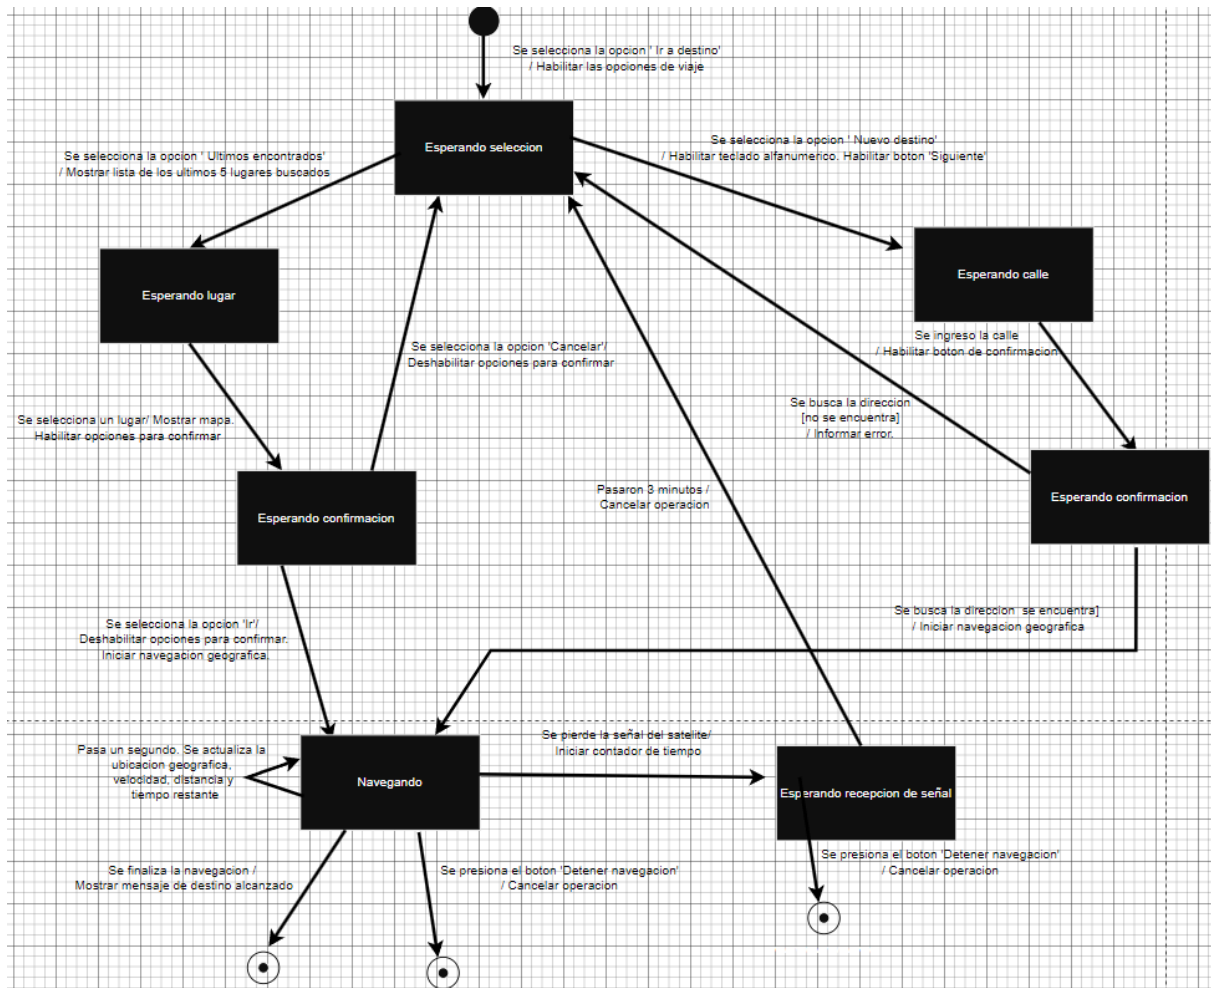 Se selecciona la opcion ' Ir a destino'
/ Habilitar las opciones de viaje
Esperando seleccion
Se selecciona la opcion ' Ultimos encontrados'
/ Mostrar lista de los ultimos 5 lugares buscados
Se selecciona la opcion ' Nuevo destino'
/ Habilitar teclado alfanumerico. Habilitar boton 'Siguiente'
Esperando lugar
Esperando calle
Se selecciona la opcion 'Cancelar'/
Deshabilitar opciones para confirmar
Se ingreso la calle
/ Habilitar boton de confirmacion
Se selecciona un lugar/ Mostrar mapa.
Habilitar opciones para confirmar
Se busca la direccion
[no se encuentra]
/ Informar error.
Esperando confirmacion
Pasaron 3 minutos /
Cancelar operacion
Esperando confirmacion
Se selecciona la opcion 'Ir'/
Deshabilitar opciones para confirmar.
Iniciar navegacion geografica.
Se busca la direccion  se encuentra]
/ Iniciar navegacion geografica
Pasa un segundo. Se actualiza la
ubicacion geografica,
velocidad, distancia y
tiempo restante
Navegando
Se pierde la señal del satelite/
Iniciar contador de tiempo
Esperando recepcion de señal
Se finaliza la navegacion /
Mostrar mensaje de destino alcanzado
Se presiona el boton 'Detener navegacion'
/ Cancelar operacion
Se presiona el boton 'Detener navegacion'
/ Cancelar operacion